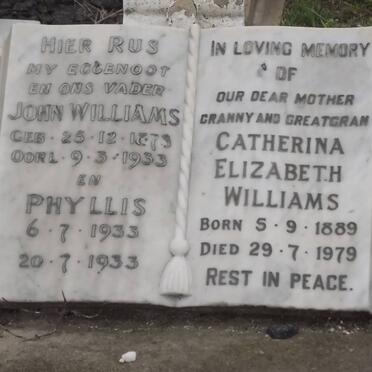 HIER RUS
MY EGGENOOT
EN ONS VADER
JOHN WILLIAMS
GEB · 25 · 12 · 1873
OORL · 9 · 3 · 1933
EN
PHYLLIS
6 · 7 · 1933
20 · 7 · 1933
IN LOVING MEMORY
OF
OUR DEAR MOTHER
GRANNY AND GREATGRAN
CATHERINA
ELIZABETH
WILLIAMS
BORN 5 · 9 · 1889
DIED 29 · 7 · 1979
REST IN PEACE.